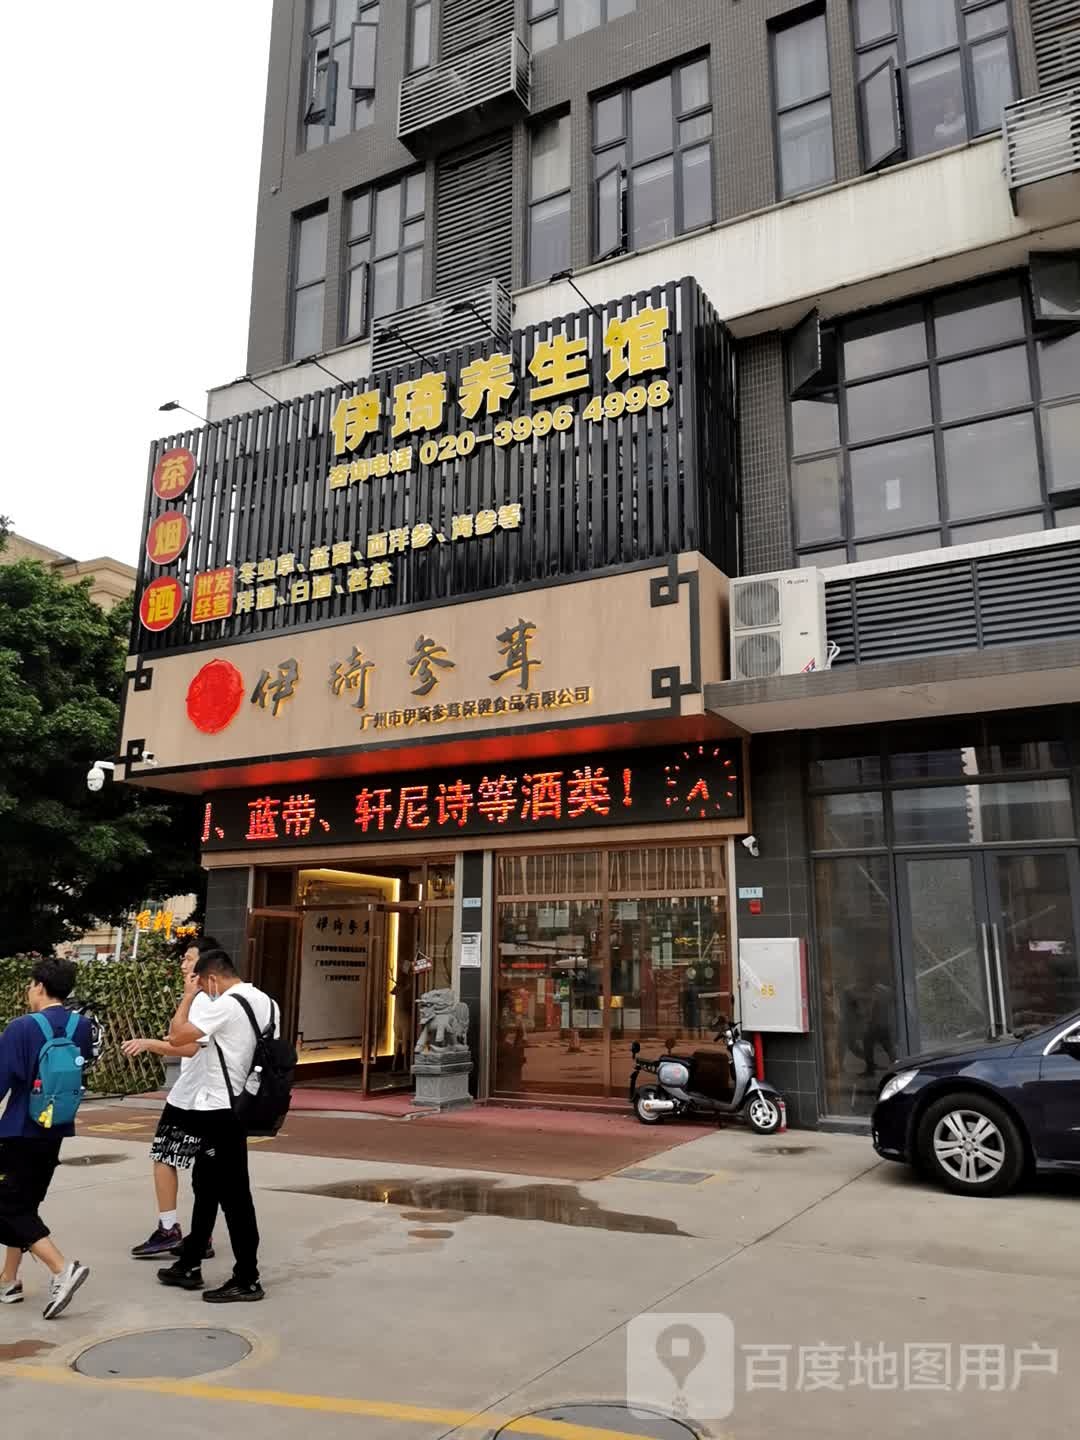 伊琦养生馆
咨询电话 020-3996 4998
茶
烟
酒
批发
经营
冬虫草、燕窝、西洋参、海参等
洋酒、白酒、茗茶
伊琦参茸
广州市伊琦参茸保健食品有限公司
、蓝带、轩尼诗等酒类！
伊琦参茸
百度地图用户